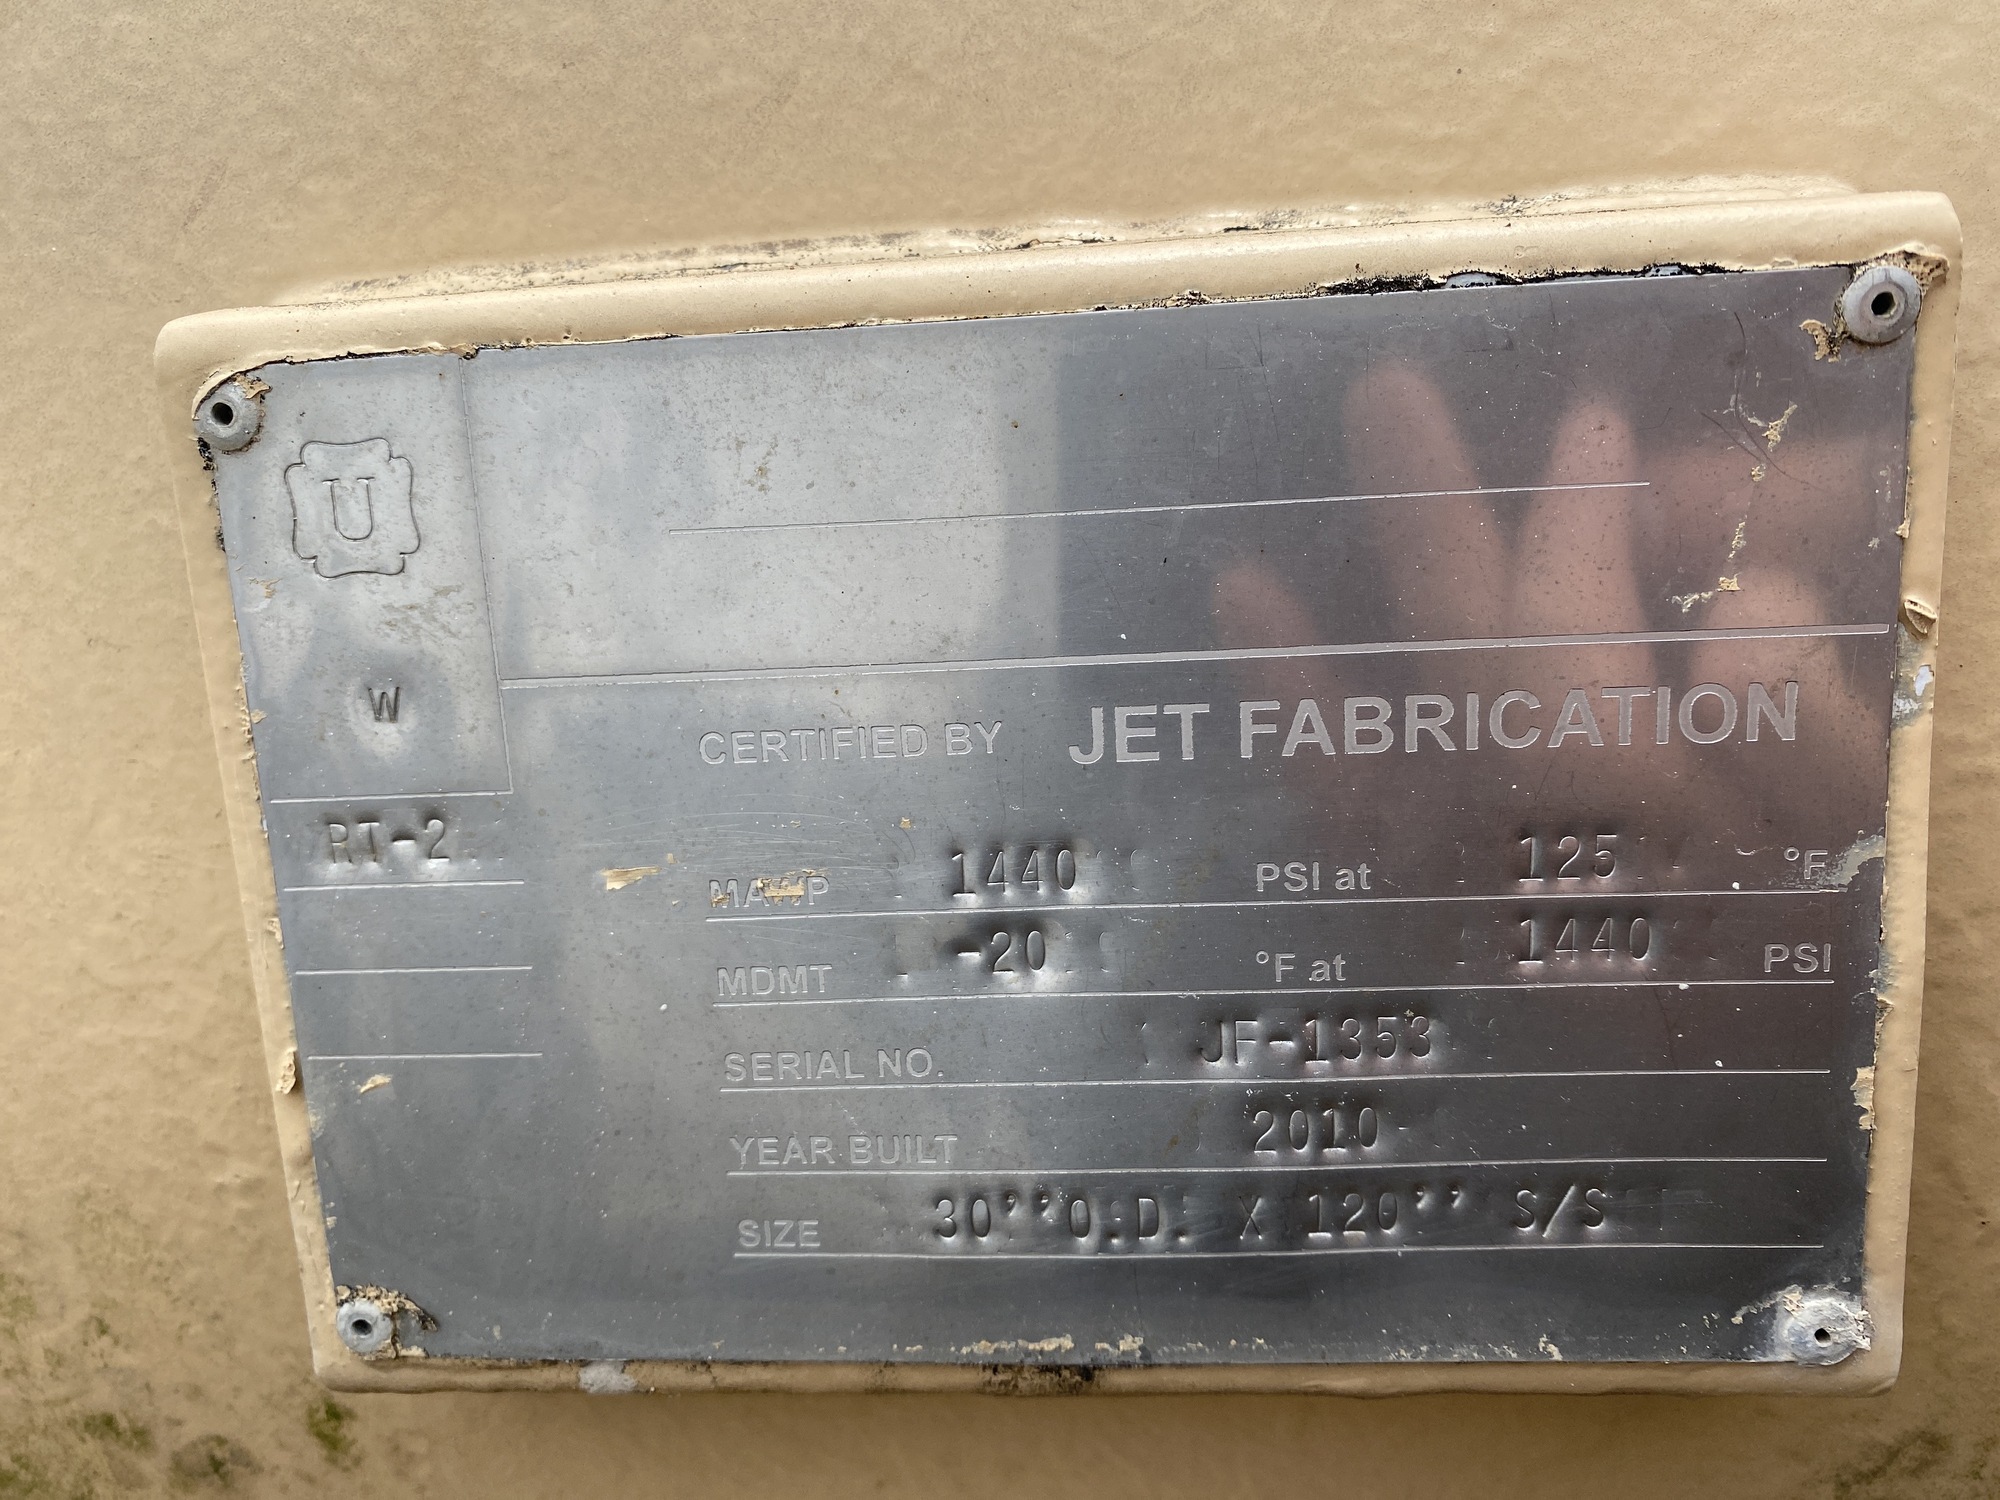 U
W
RT-2
CERTIFIED BY JET FABRICATION
MAWP 1440 PSI at 125 °F
MDMT -20 °F at 1440 PSI
SERIAL NO. JF-1353
YEAR BUILT 2010
SIZE 30’’O.D. X 120’’ S/S